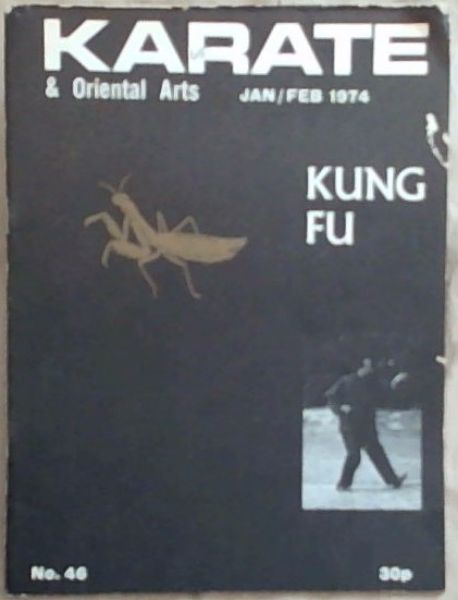 KARATE
& Oriental Arts JAN/FEB 1974
KUNG
FU
No. 46 30p